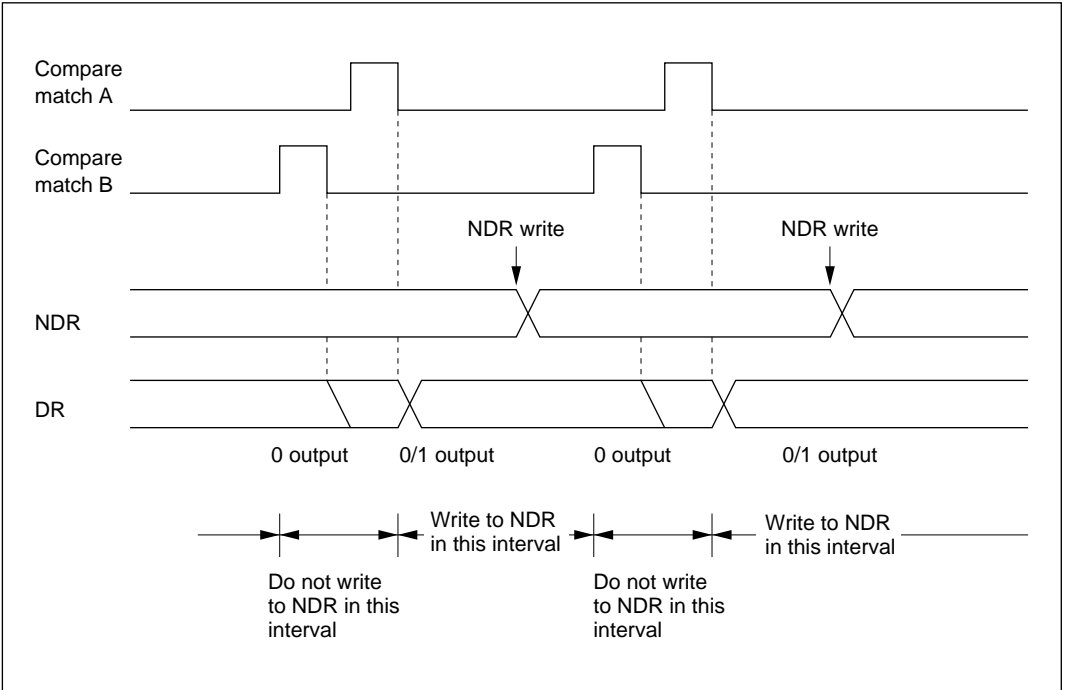 Compare
match A
Compare
match B
NDR write
NDR write
NDR
DR
0 output
0/1 output
0 output
0/1 output
Write to NDR
in this interval
Write to NDR
in this interval
Do not write
to NDR in this
interval
Do not write
to NDR in this
interval